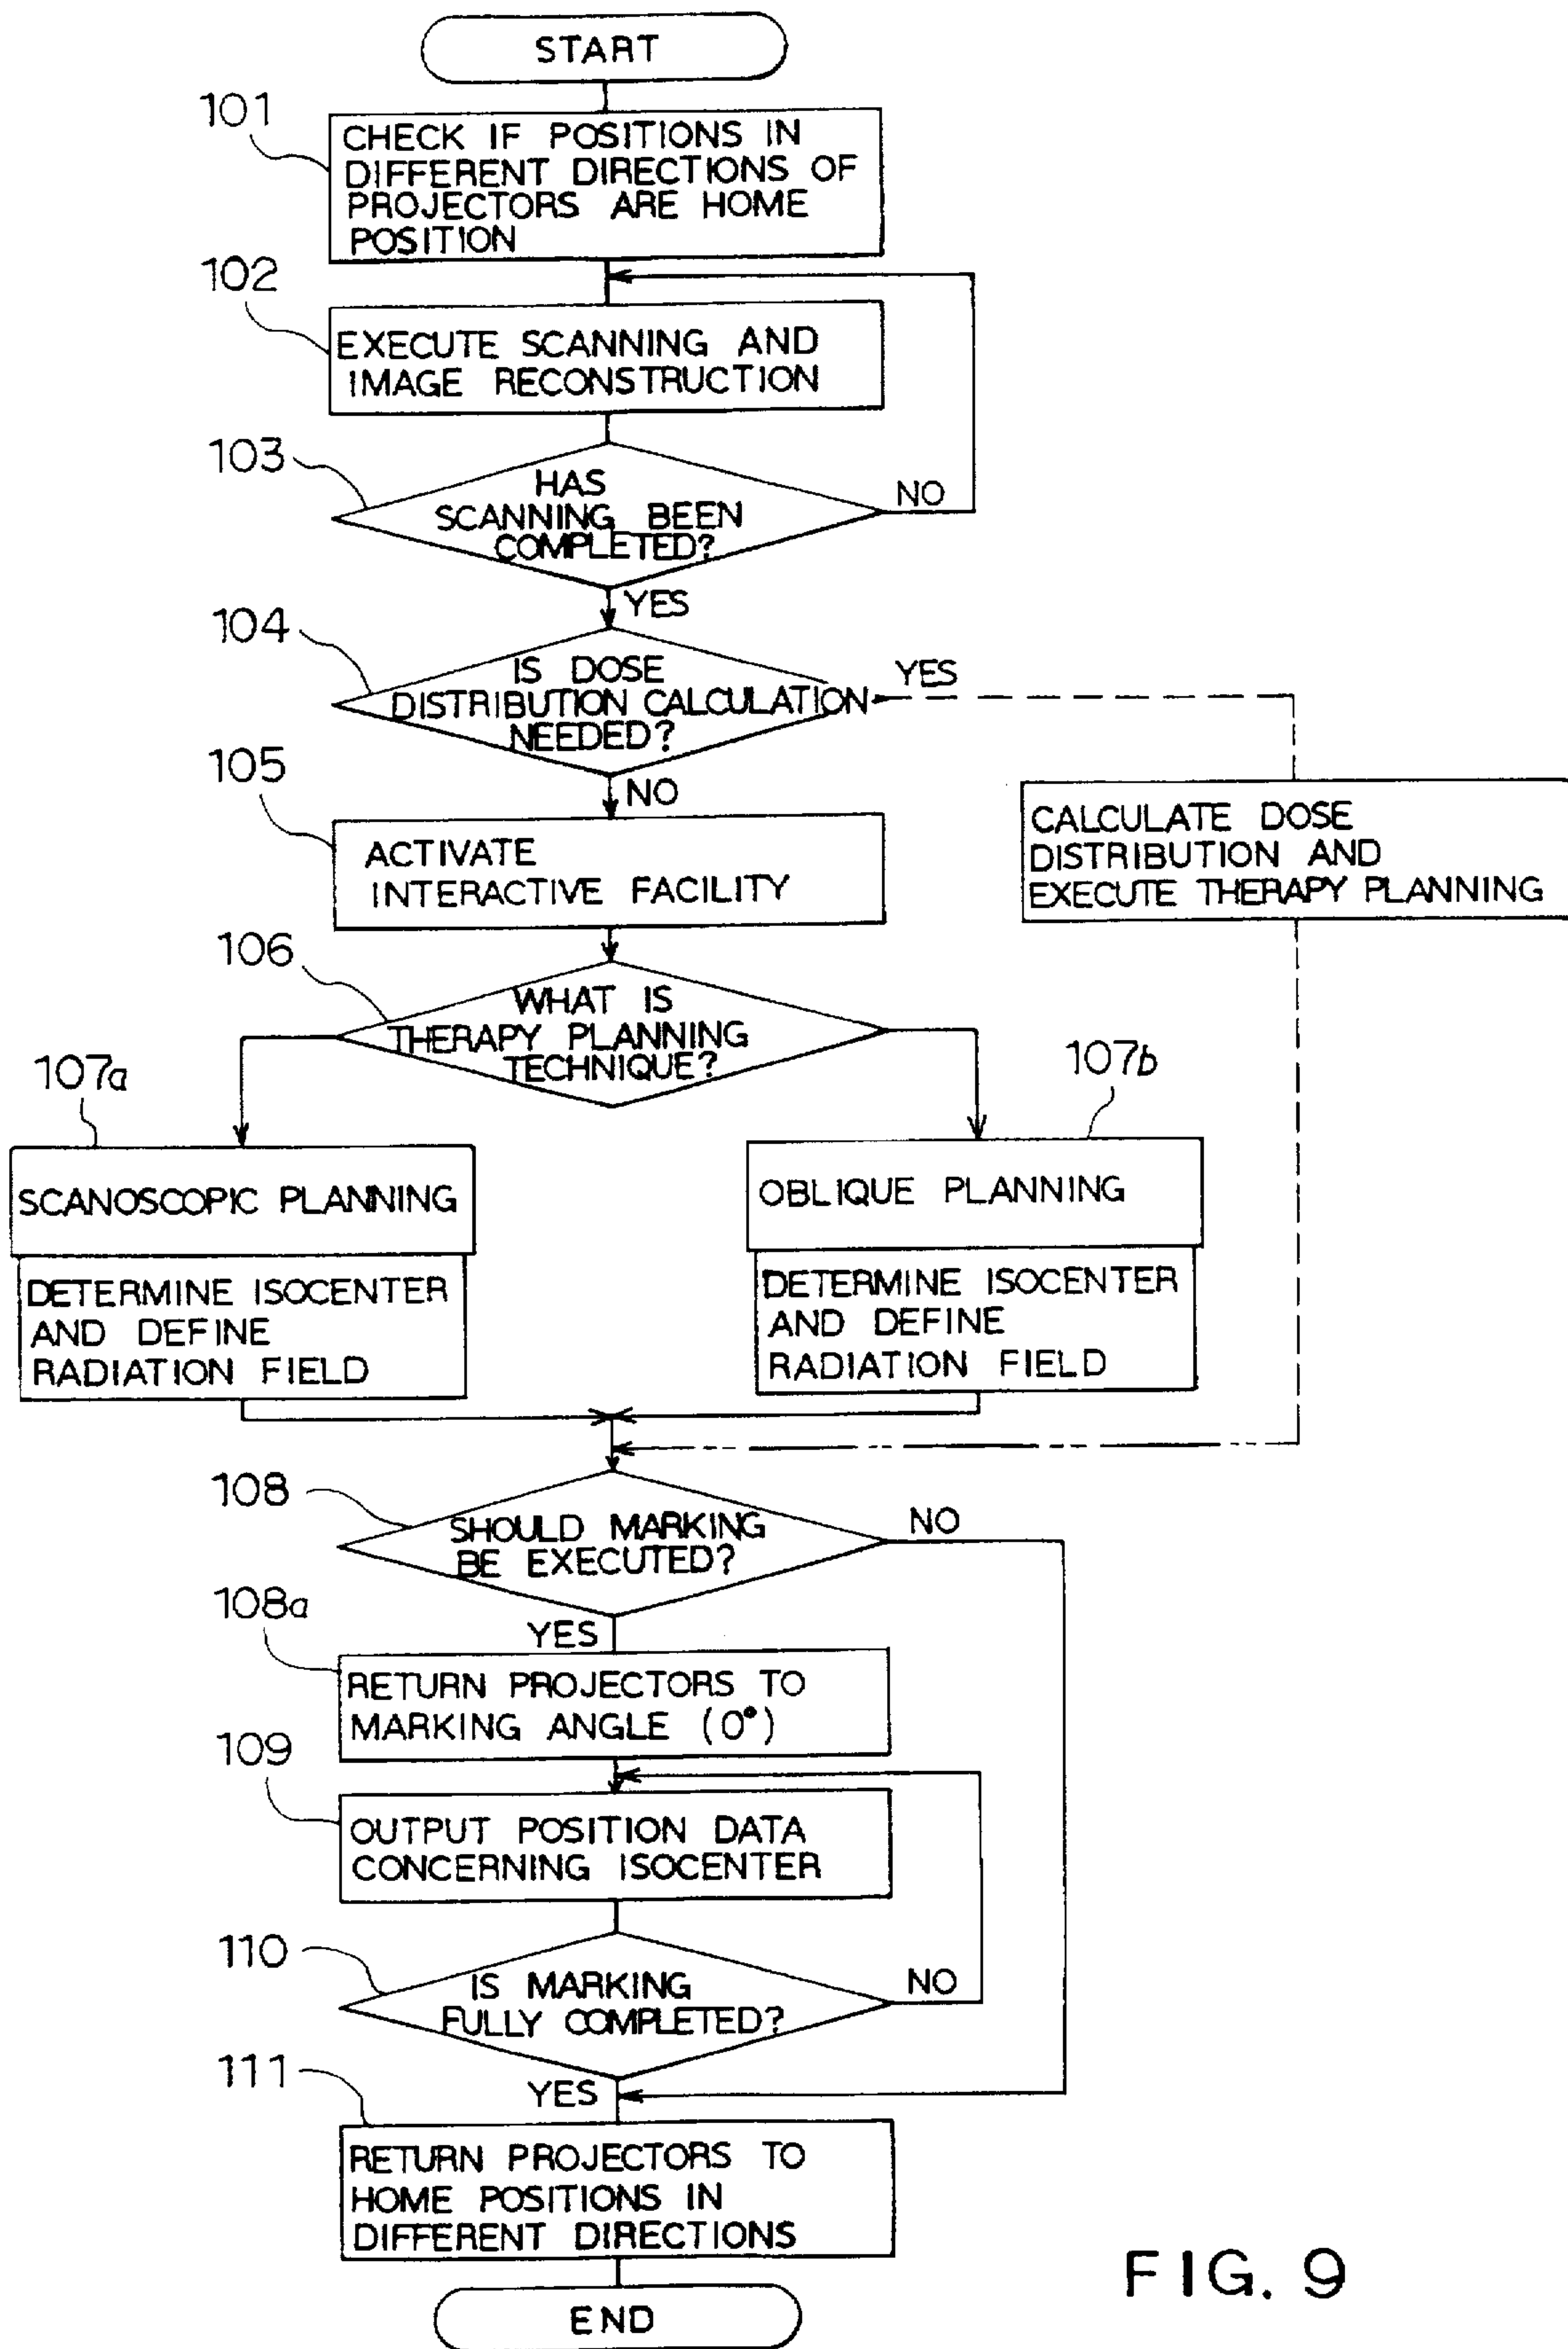 START
101
CHECK IF POSITIONS IN
DIFFERENT DIRECTIONS OF
PROJECTORS ARE HOME
POSITION
102
EXECUTE SCANNING AND
IMAGE RECONSTRUCTION
103
HAS
SCANNING BEEN
COMPLETED?
NO
YES
104
IS DOSE
DISTRIBUTION CALCULATION
NEEDED?
YES
NO
CALCULATE DOSE
DISTRIBUTION AND
EXECUTE THERAPY PLANNING
105
ACTIVATE
INTERACTIVE FACILITY
106
WHAT IS
THERAPY PLANNING
TECHNIQUE?
107a
SCANOSCOPIC PLANNING
DETERMINE ISOCENTER
AND DEFINE
RADIATION FIELD
107b
OBLIQUE PLANNING
DETERMINE ISOCENTER
AND DEFINE
RADIATION FIELD
108
SHOULD MARKING
BE EXECUTED?
NO
YES
108a
RETURN PROJECTORS TO
MARKING ANGLE (0°)
109
OUTPUT POSITION DATA
CONCERNING ISOCENTER
110
IS MARKING
FULLY COMPLETED?
NO
YES
111
RETURN PROJECTORS TO
HOME POSITIONS IN
DIFFERENT DIRECTIONS
END
FIG. 9